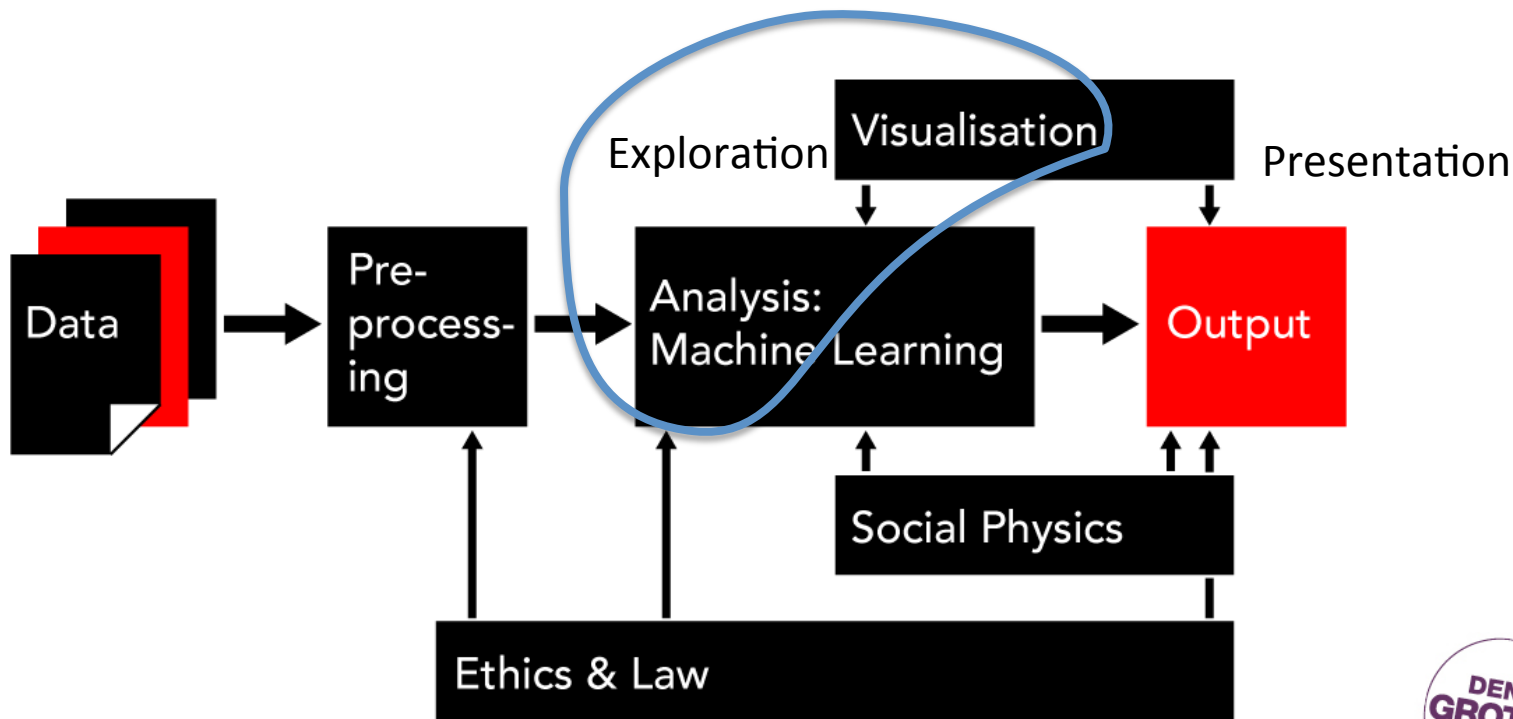 Exploration
Visualisation
Presentation
Data
Pre-
process-
ing
Analysis:
Machine Learning
Output
Social Physics
Ethics & Law